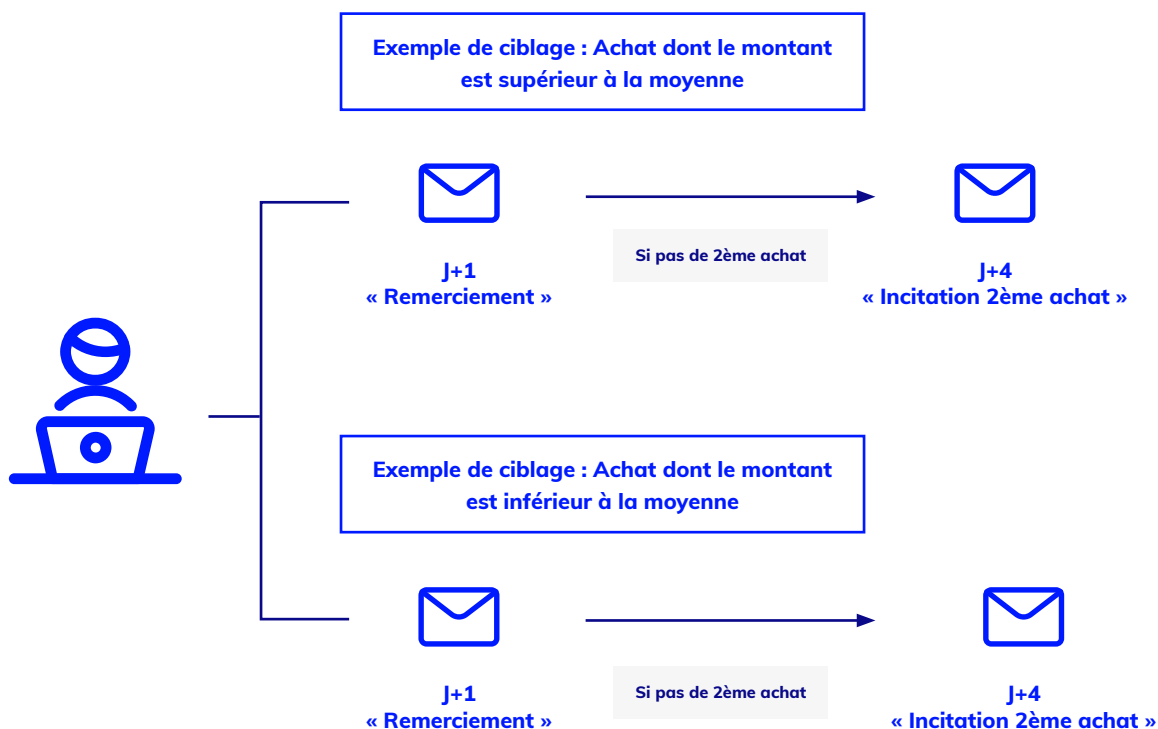 Exemple de ciblage : Achat dont le montant
est supérieur à la moyenne
Si pas de 2ème achat
J+1
« Remerciement »
J+4
« Incitation 2ème achat »
Exemple de ciblage : Achat dont le montant
est inférieur à la moyenne
Si pas de 2ème achat
J+1
« Remerciement »
J+4
« Incitation 2ème achat »